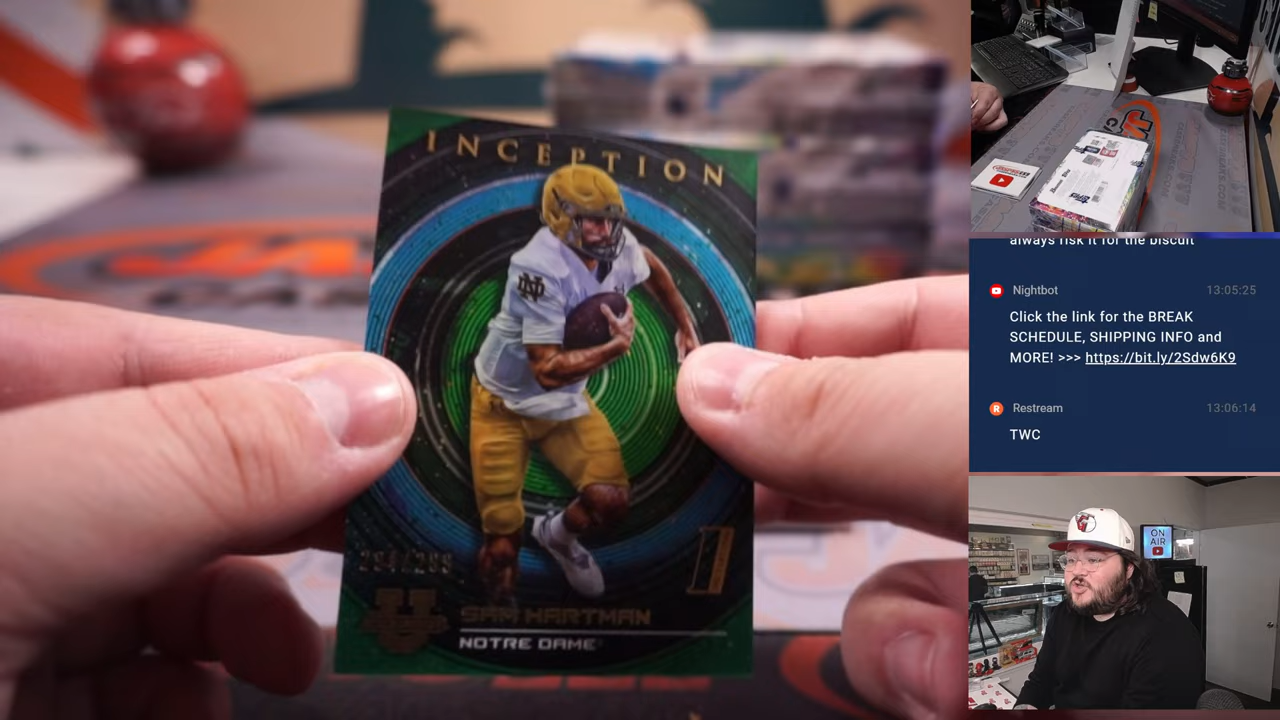 INCEPTION
SAM HARTMAN
NOTRE DAME
always risk it for the biscuit
Nightbot
13:05:25
Click the link for the BREAK
SCHEDULE, SHIPPING INFO and
MORE! >>> https://bit.ly/2Sdw6K9
Restream
13:06:14
TWC
ON
AIR